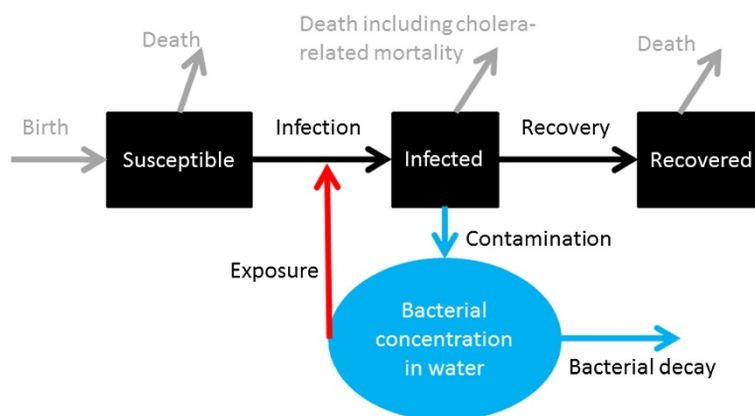 Death
Death including cholera-
related mortality
Death
Birth
Infection
Recovery
Susceptible
Infected
Recovered
Contamination
Exposure
Bacterial
concentration
in water
Bacterial decay